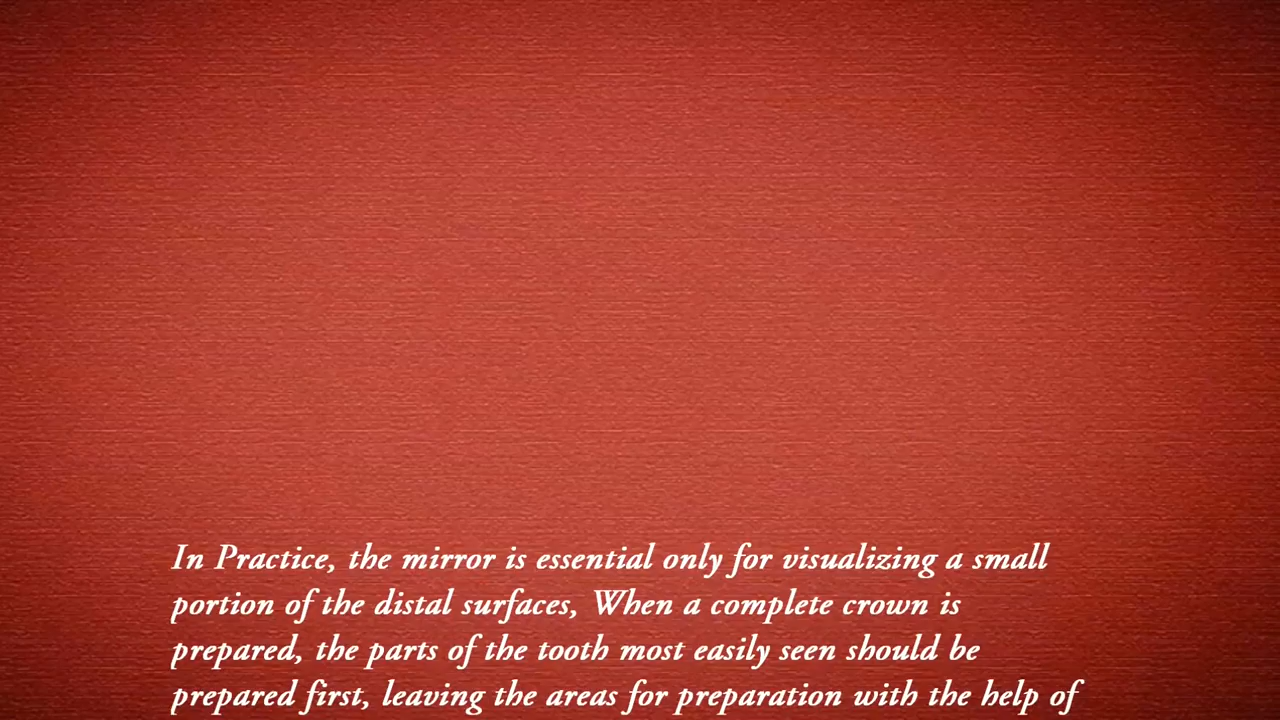 In Practice, the mirror is essential only for visualizing a small
portion of the distal surfaces, When a complete crown is
prepared, the parts of the tooth most easily seen should be
prepared first, leaving the areas for preparation with the help of